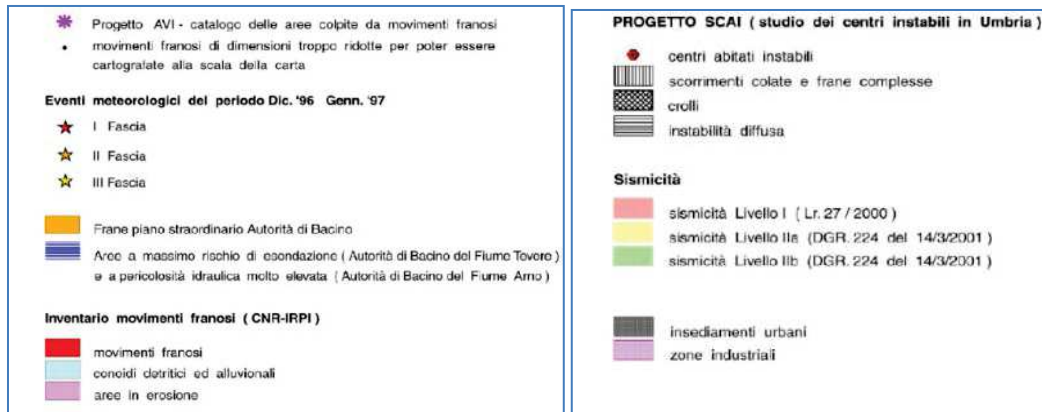 Progetto AVI - catalogo delle aree colpite da movimenti franosi
movimenti franosi di dimensioni troppo ridotte per poter essere
cartografate alla scala della carta
Eventi meteorologici del periodo Dic. '96 Genn. '97
I Fascia
II Fascia
III Fascia
Frane piano straordinario Autorità di Bacino
Aree a massimo rischio di esondazione ( Autorità di Bacino del Fiume Tevere )
e a pericolosità idraulica molto elevata ( Autorità di Bacino del Fiume Arno )
Inventario movimenti franosi ( CNR-IRPI )
movimenti franosi
conoidi detritici ed alluvionali
aree in erosione
PROGETTO SCAI ( studio dei centri instabili in Umbria )
centri abitati instabili
scorrimenti colate e frane complesse
crolli
instabilità diffusa
Sismicità
sismicità Livello I ( Lr. 27 / 2000 )
sismicità Livello IIa (DGR. 224 del 14/3/2001 )
sismicità Livello IIb (DGR. 224 del 14/3/2001 )
insediamenti urbani
zone industriali